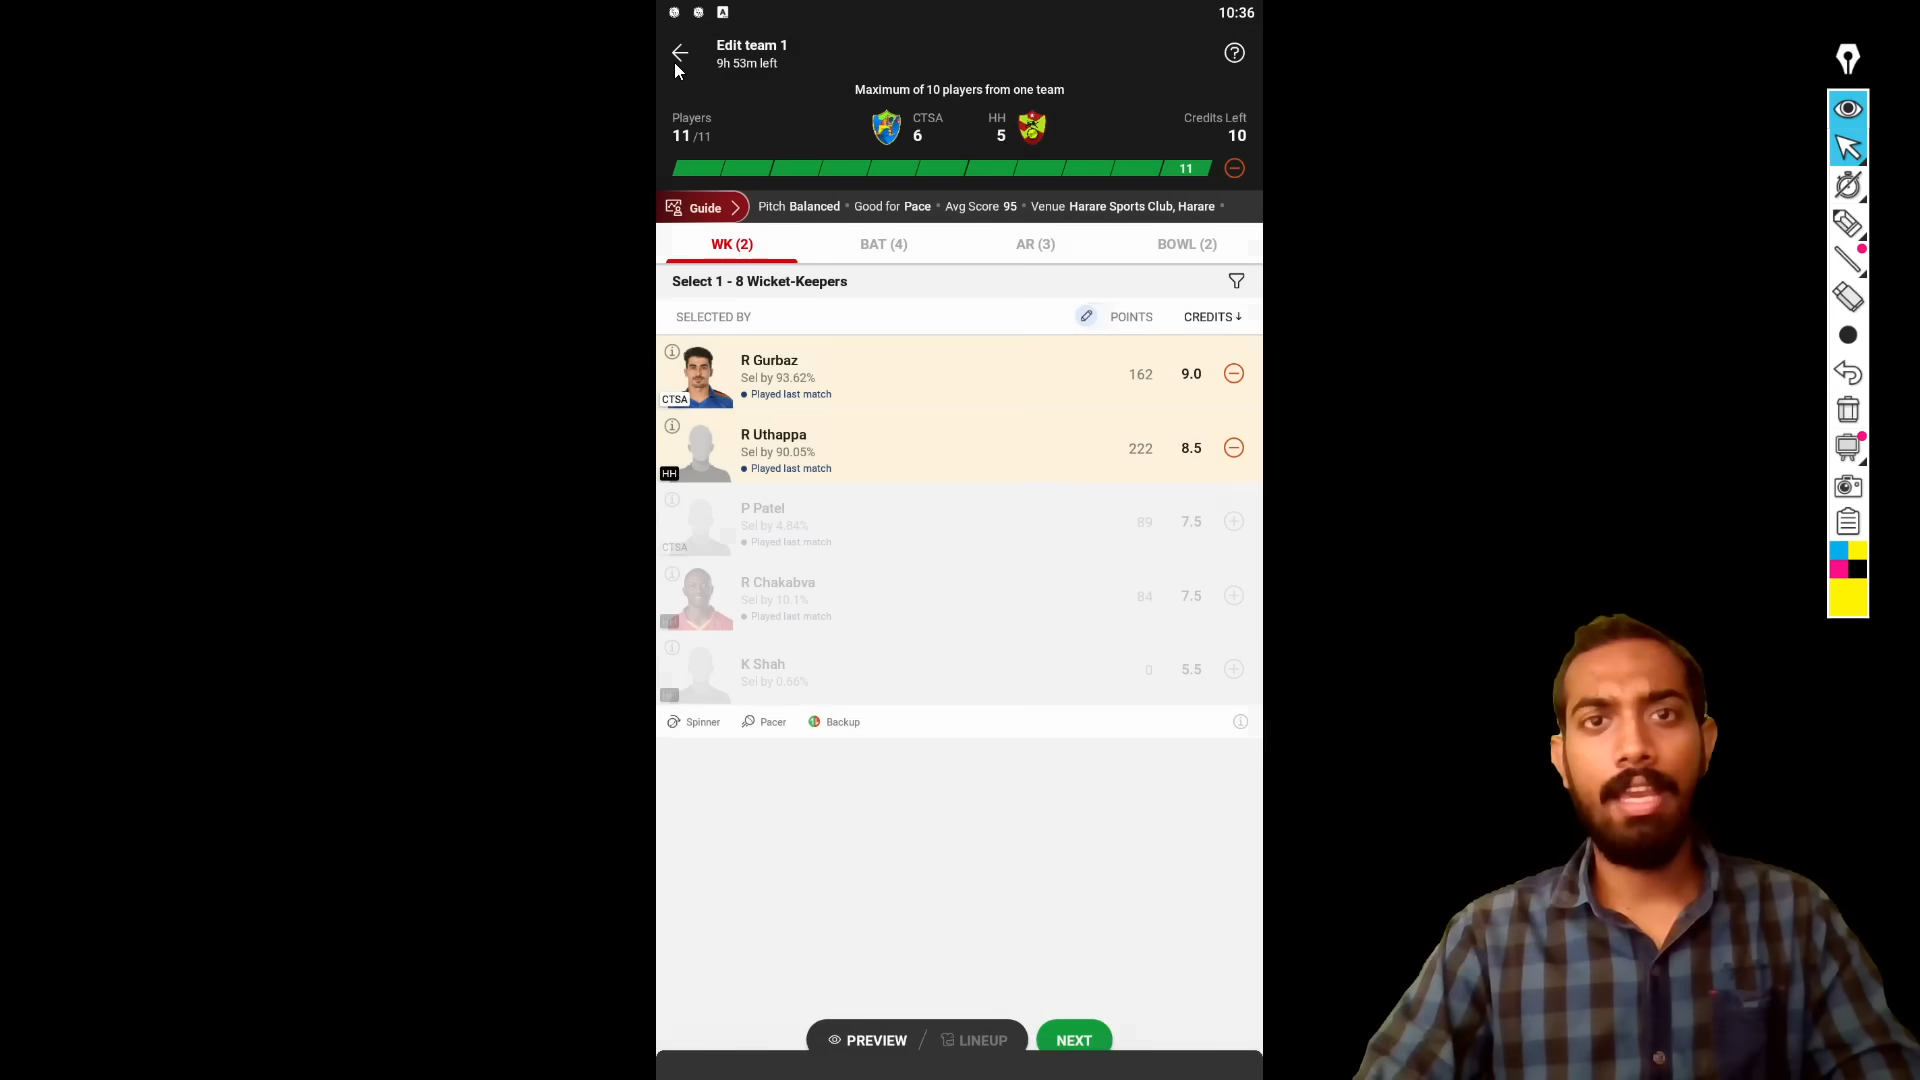 10:36
Edit team 1
9h 53m left
Maximum of 10 players from one team
Players
11/11
CTSA
6
HH
5
Credits Left
10
11
Guide
Pitch Balanced • Good for Pace • Avg Score 95 • Venue Harare Sports Club, Harare •
WK (2) BAT (4) AR (3) BOWL (2)
Select 1 - 8 Wicket-Keepers
SELECTED BY POINTS CREDITS↓
R Gurbaz
Sel by 93.62%
Played last match
CTSA
162 9.0
R Uthappa
Sel by 90.05%
Played last match
HH
222 8.5
P Patel
Sel by 4.84%
Played last match
CTSA
89 7.5
R Chakabva
Sel by 10.1%
Played last match
84 7.5
K Shah
Sel by 0.66%
0 5.5
Spinner Pacer Backup
PREVIEW / LINEUP NEXT